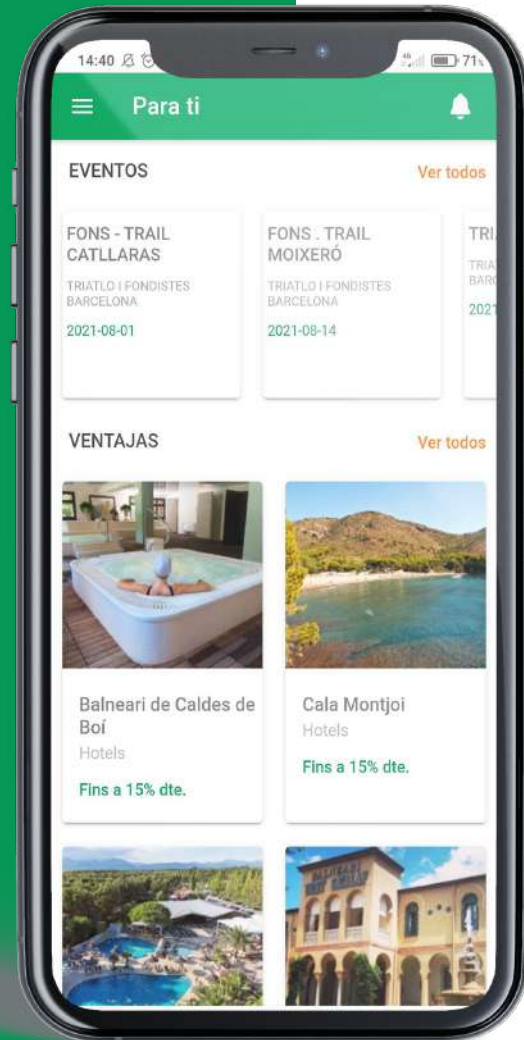 14:40
4G
71%
Para ti
EVENTOS
Ver todos
FONS - TRAIL
CATLLARAS
TRIATLO I FONDISTES
BARCELONA
2021-08-01
FONS . TRAIL
MOIXERÓ
TRIATLO I FONDISTES
BARCELONA
2021-08-14
VENTAJAS
Ver todos
Balneari de Caldes de
Boí
Hotels
Fins a 15% dte.
Cala Montjoi
Hotels
Fins a 15% dte.
BALNEARI